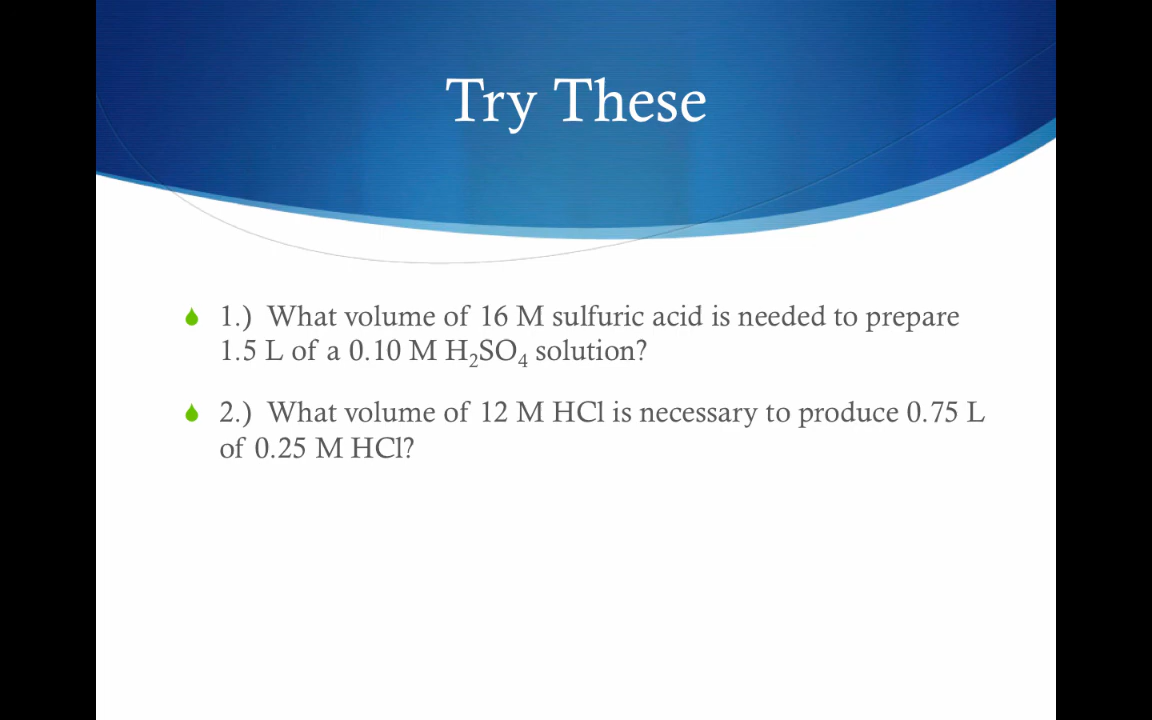 Try These
1.) What volume of 16 M sulfuric acid is needed to prepare
1.5 L of a 0.10 M H₂SO₄ solution?
2.) What volume of 12 M HCl is necessary to produce 0.75 L
of 0.25 M HCl?